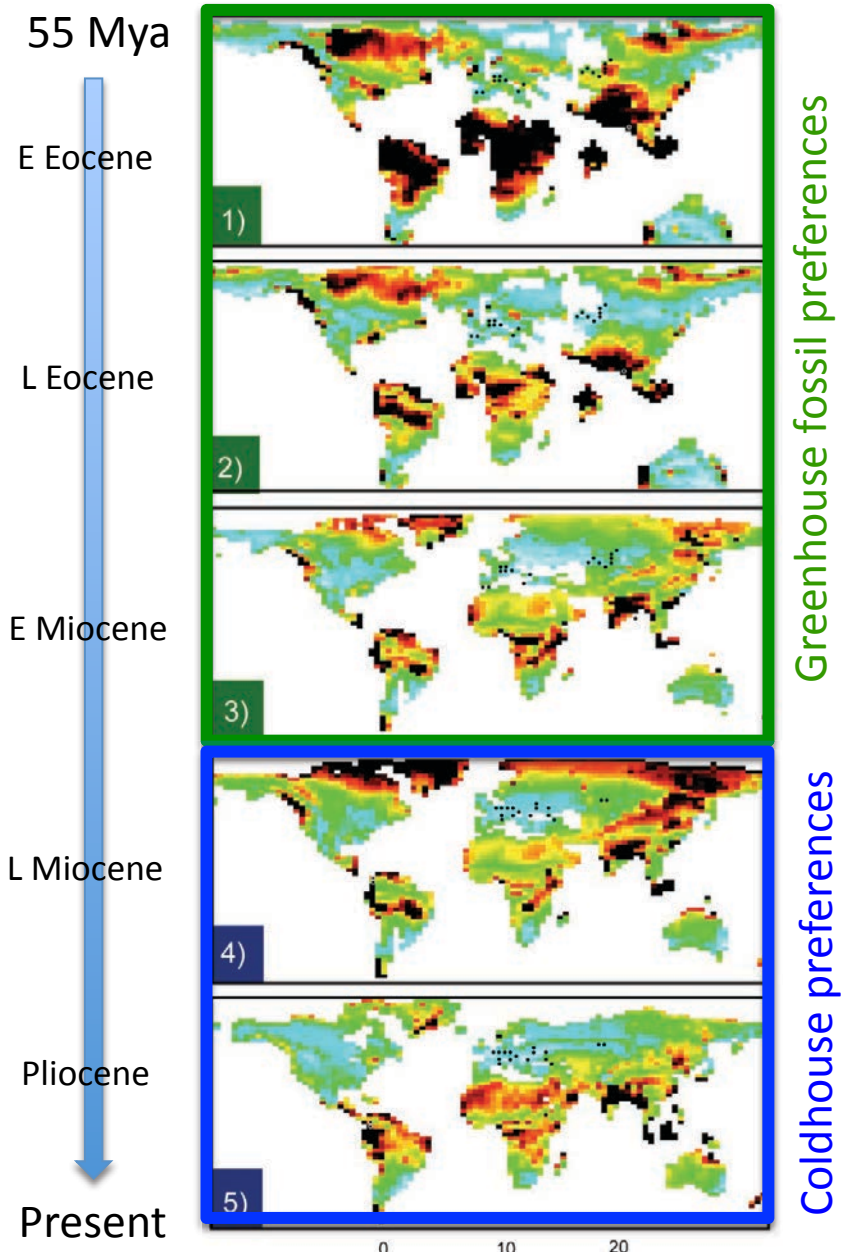 55 Mya
E Eocene
1)
L Eocene
2)
E Miocene
3)
Greenhouse fossil preferences
L Miocene
4)
Pliocene
5)
Coldhouse preferences
Present
0 10 20